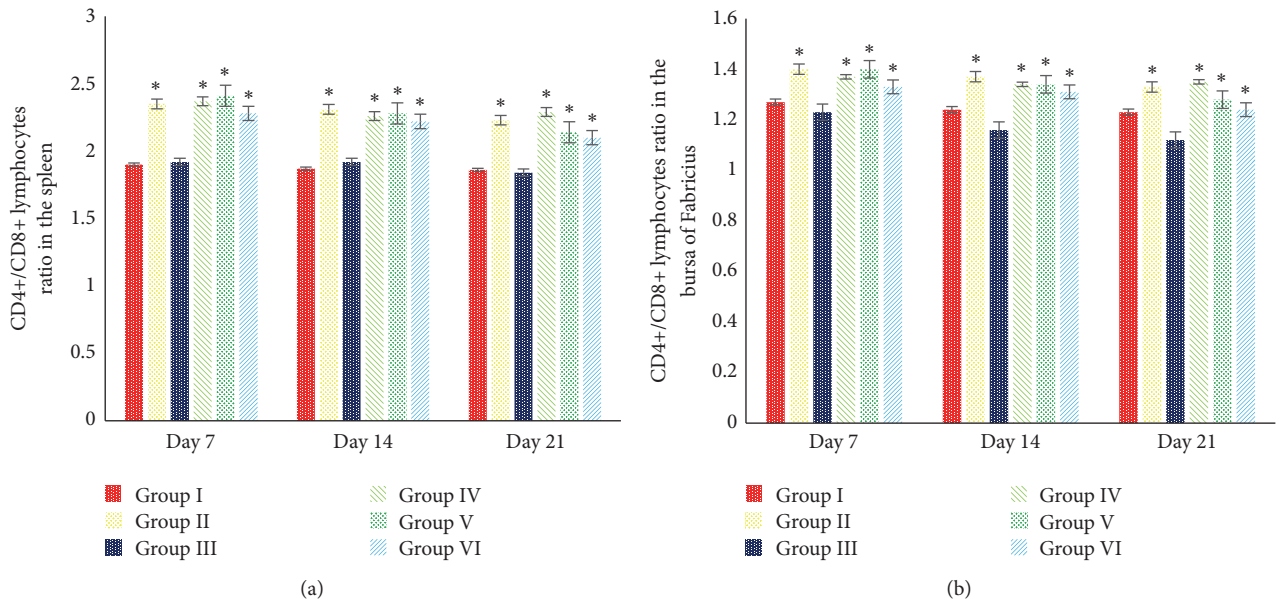 CD4+/CD8+ lymphocytes
ratio in the spleen
3
2.5
2
1.5
1
0.5
0
* * * * *
* * * *
* * * *
Day 7 Day 14 Day 21
Group I
Group II
Group III
Group IV
Group V
Group VI
(a)
CD4+/CD8+ lymphocytes ratio in the
bursa of Fabricius
1.6
1.4
1.2
1
0.8
0.6
0.4
0.2
0
* * * *
* * * *
* * * *
Day 7 Day 14 Day 21
Group I
Group II
Group III
Group IV
Group V
Group VI
(b)